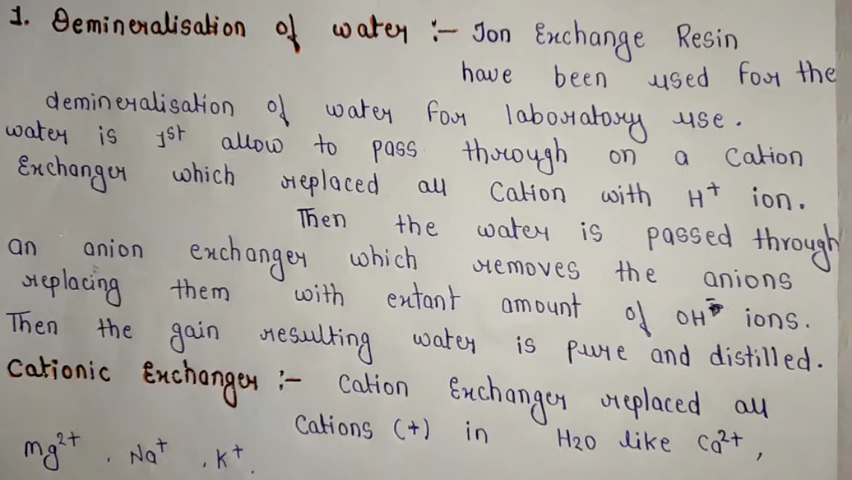 1. Demineralisation of water :- Ion Exchange Resin
have been used for the
demineralisation of water for laboratory use.
water is 1st allow to pass through on a Cation
Exchanger which replaced all Cation with H⁺ ion.
Then the water is passed through
an anion exchanger which removes the anions
replacing them with extant amount of OH⁻ ions.
Then the gain resulting water is pure and distilled.
Cationic Exchanger :- Cation Exchanger replaced all
Cations (+) in H2O like Ca²⁺,
Mg²⁺, Na⁺, K⁺.